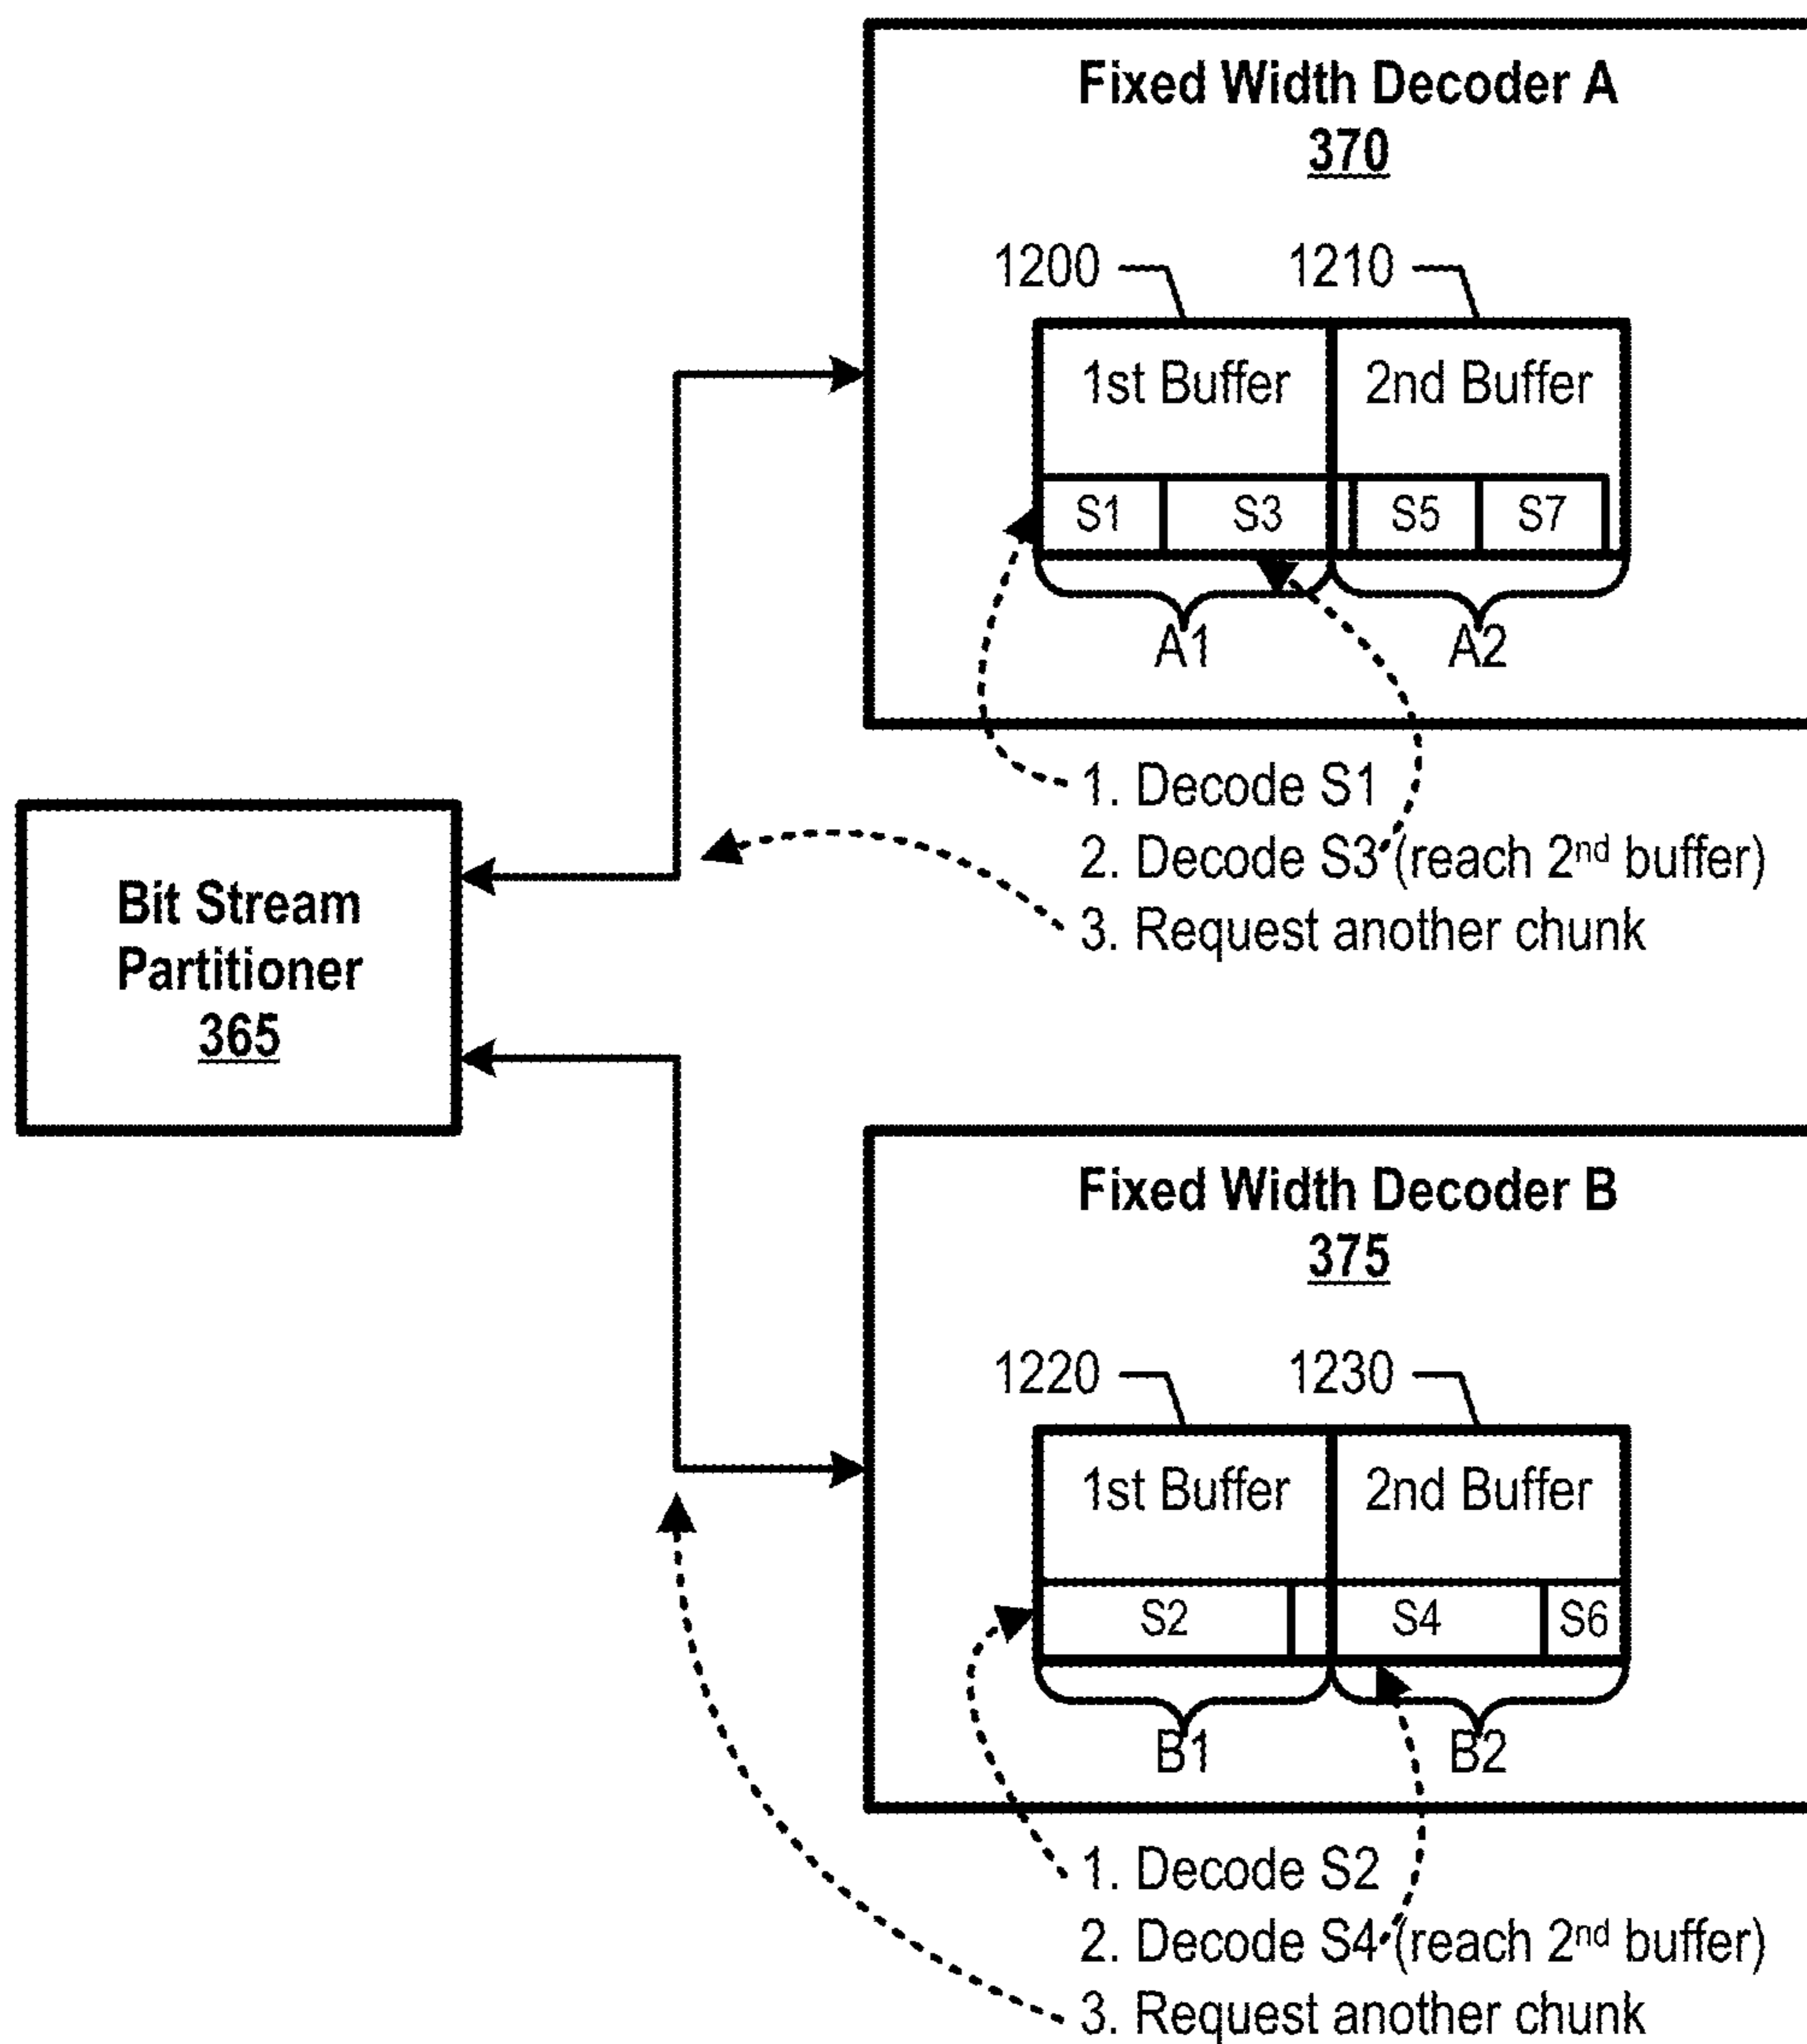 Fixed Width Decoder A
370
1200
1210
1st Buffer
2nd Buffer
S1
S3
S5
S7
A1
A2
1. Decode S1
2. Decode S3 (reach 2nd buffer)
3. Request another chunk
Bit Stream
Partitioner
365
Fixed Width Decoder B
375
1220
1230
1st Buffer
2nd Buffer
S2
S4
S6
B1
B2
1. Decode S2
2. Decode S4 (reach 2nd buffer)
3. Request another chunk